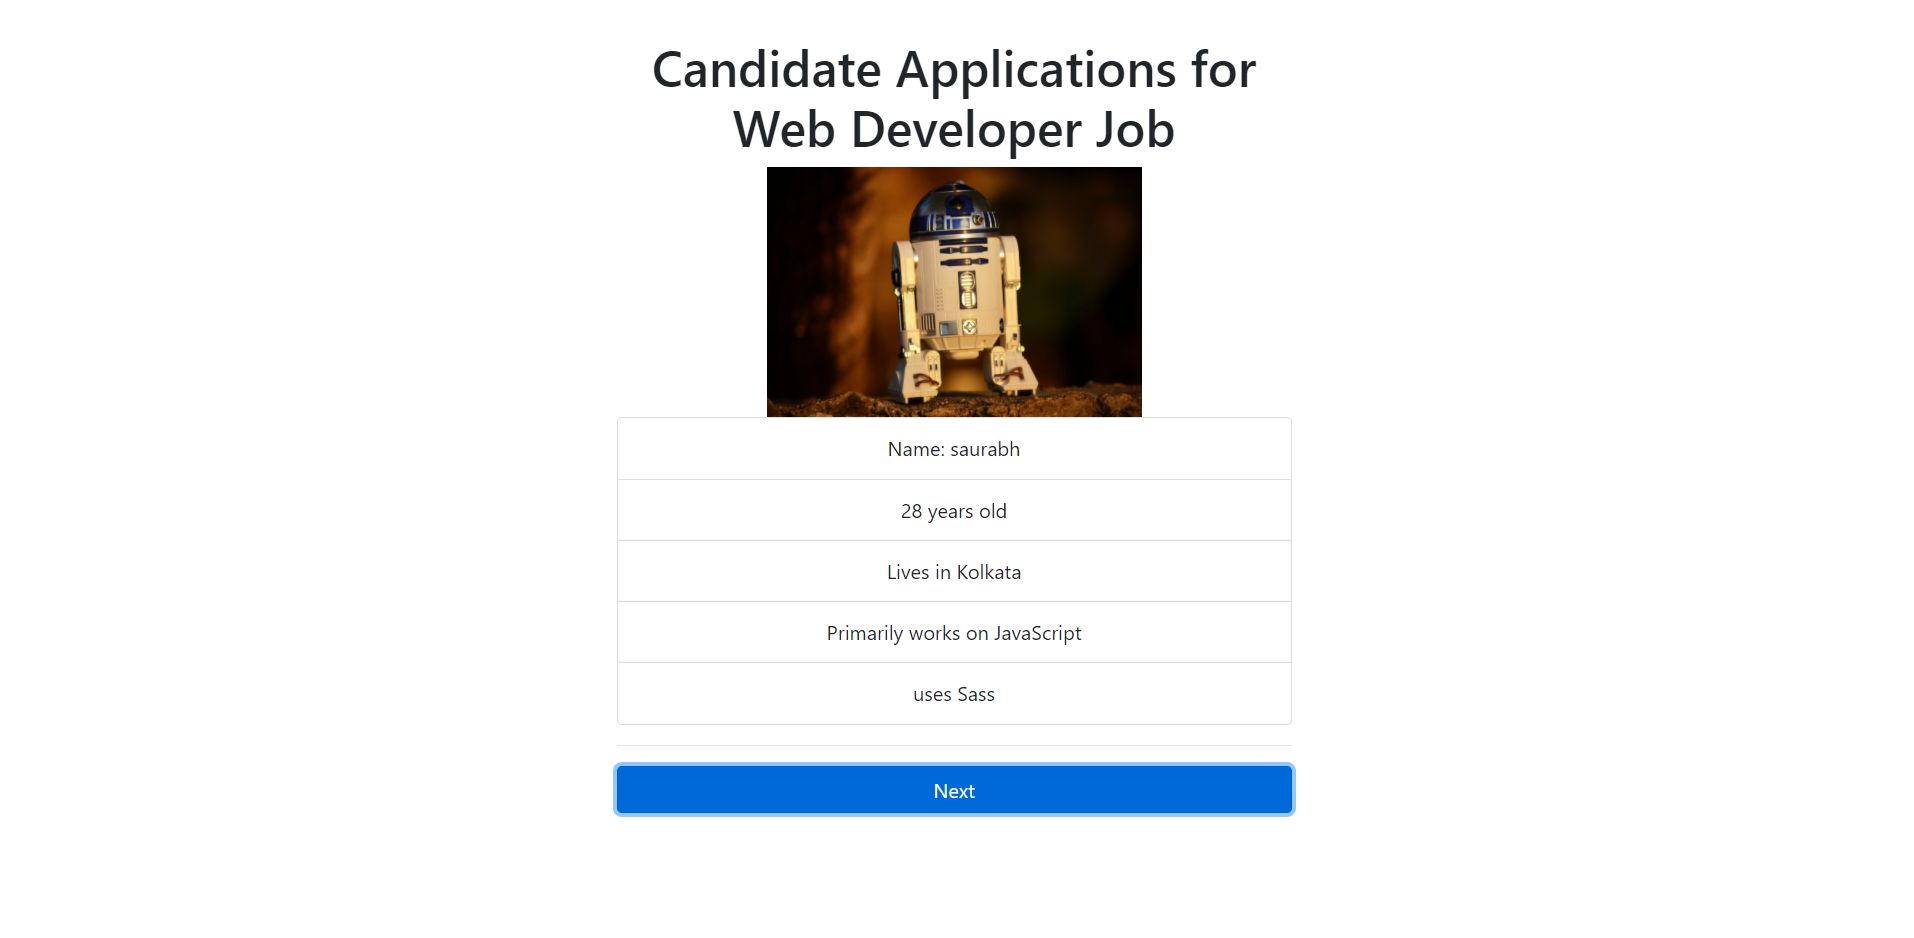 Candidate Applications for
Web Developer Job
Name: saurabh
28 years old
Lives in Kolkata
Primarily works on JavaScript
uses Sass
Next